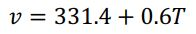 v = 331.4 + 0.6T